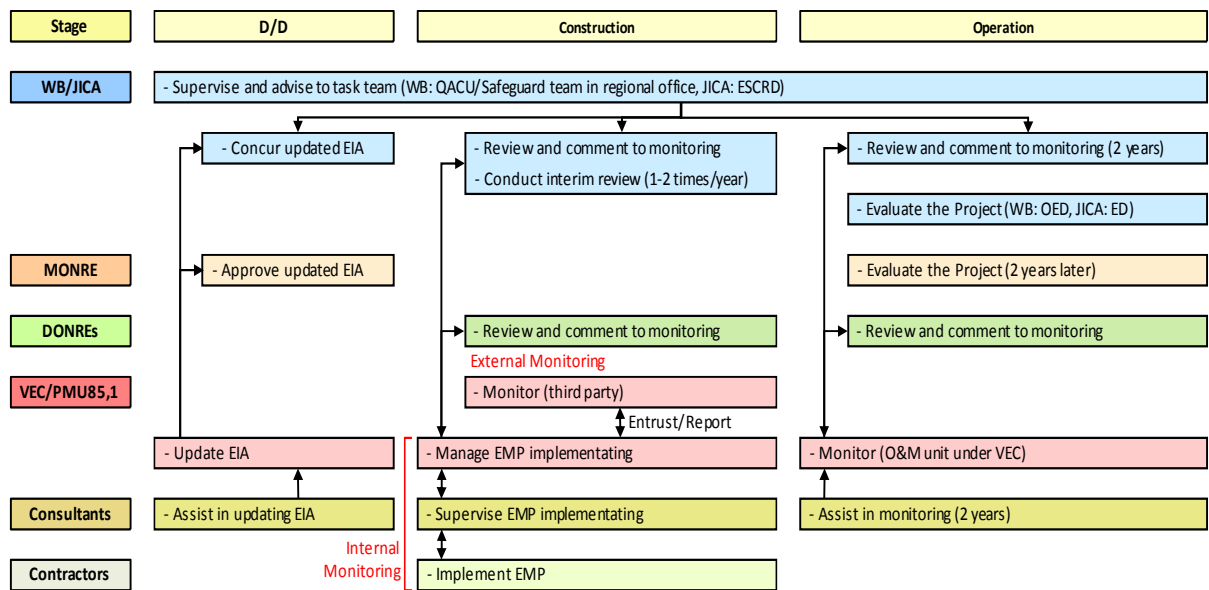 Stage
D/D
Construction
Operation
WB/JICA
- Supervise and advise to task team (WB: QACU/Safeguard team in regional office, JICA: ESCRD)
- Concur updated EIA
- Review and comment to monitoring
- Conduct interim review (1-2 times/year)
- Review and comment to monitoring (2 years)
- Evaluate the Project (WB: OED, JICA: ED)
MONRE
- Approve updated EIA
- Evaluate the Project (2 years later)
DONREs
- Review and comment to monitoring
- Review and comment to monitoring
External Monitoring
VEC/PMU85,1
- Monitor (third party)
Entrust/Report
- Update EIA
- Manage EMP implementating
- Monitor (O&M unit under VEC)
Consultants
- Assist in updating EIA
- Supervise EMP implementating
- Assist in monitoring (2 years)
Internal
Monitoring
Contractors
- Implement EMP